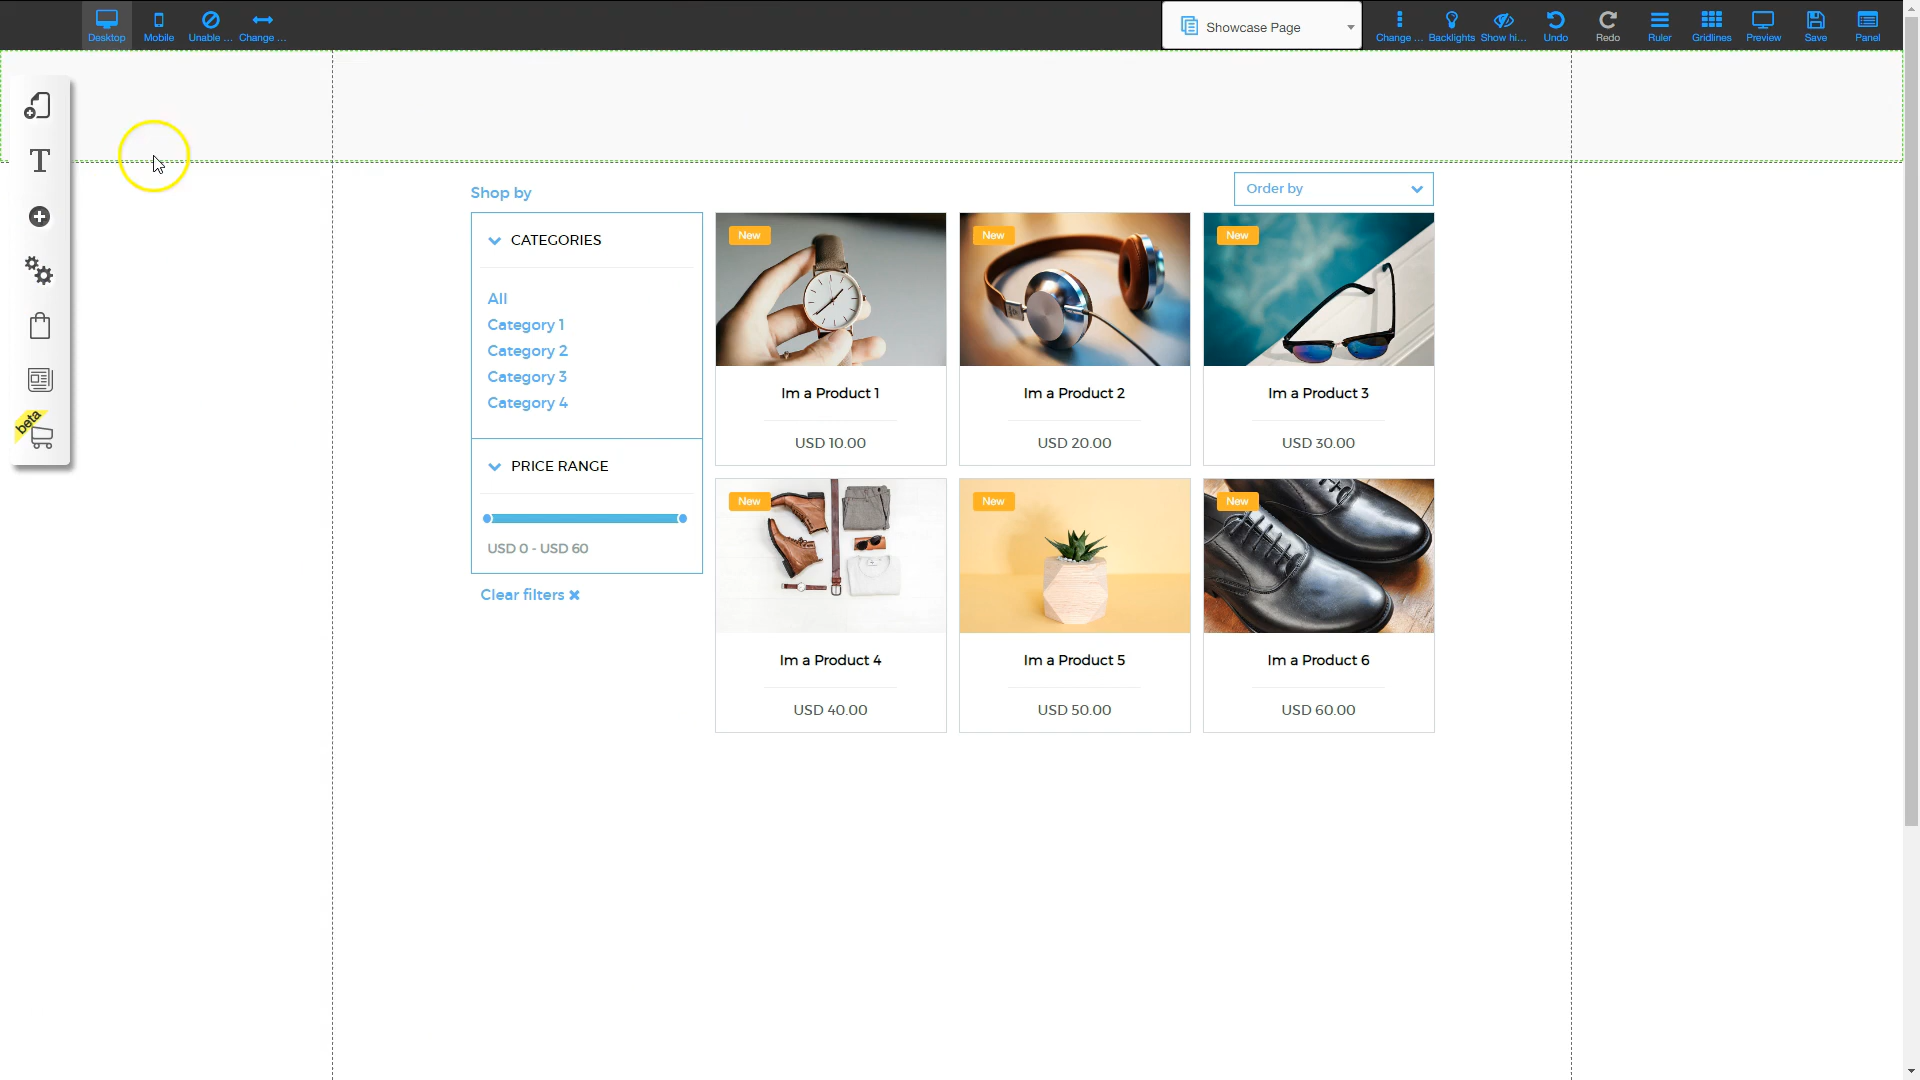 Desktop
Mobile
Unable ...
Change ...
Showcase Page
Change ...
Backlights
Show hi...
Undo
Redo
Ruler
Gridlines
Preview
Save
Panel
T
beta
Shop by
Order by
CATEGORIES
All
Category 1
Category 2
Category 3
Category 4
PRICE RANGE
USD 0 - USD 60
Clear filters ✖
New
New
New
Im a Product 1
Im a Product 2
Im a Product 3
USD 10.00
USD 20.00
USD 30.00
New
New
New
Im a Product 4
Im a Product 5
Im a Product 6
USD 40.00
USD 50.00
USD 60.00